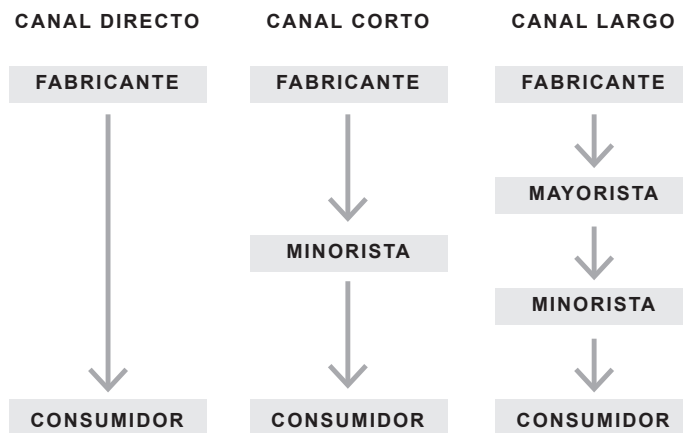 CANAL DIRECTO
FABRICANTE
CONSUMIDOR
CANAL CORTO
FABRICANTE
MINORISTA
CONSUMIDOR
CANAL LARGO
FABRICANTE
MAYORISTA
MINORISTA
CONSUMIDOR